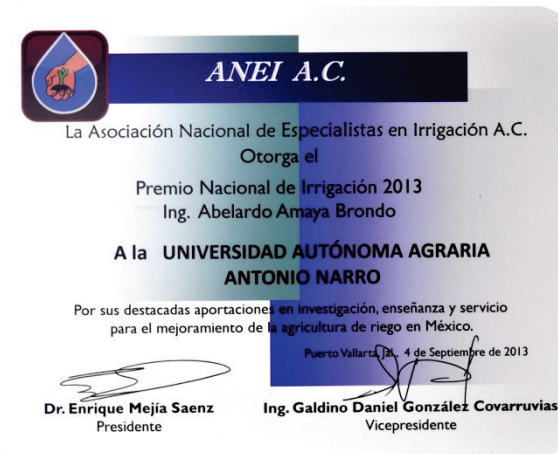 ANEI A.C.
La Asociación Nacional de Especialistas en Irrigación A.C.
Otorga el
Premio Nacional de Irrigación 2013
Ing. Abelardo Amaya Brondo
A la UNIVERSIDAD AUTÓNOMA AGRARIA
ANTONIO NARRO
Por sus destacadas aportaciones en investigación, enseñanza y servicio
para el mejoramiento de la agricultura de riego en México.
Puerto Vallarta, Jal. 4 de Septiembre de 2013
Dr. Enrique Mejía Saenz
Presidente
Ing. Galdino Daniel González Covarruvias
Vicepresidente